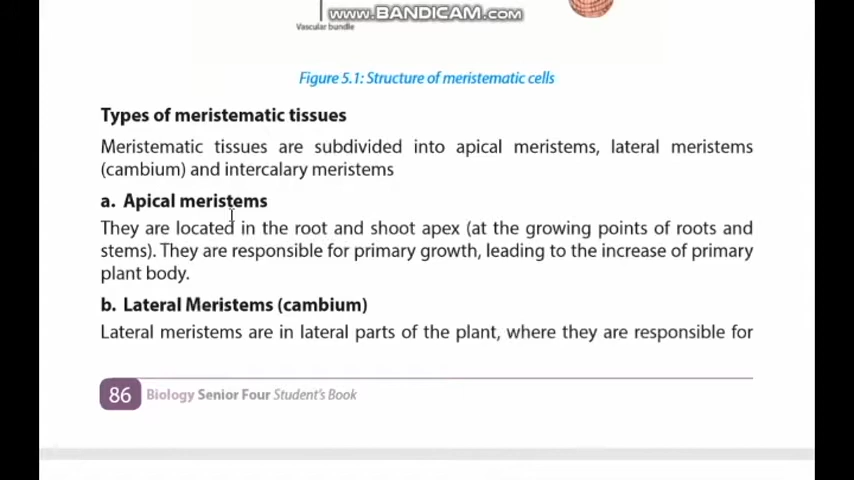 www.BANDICAM.com
Vascular bundle
Figure 5.1: Structure of meristematic cells
Types of meristematic tissues
Meristematic tissues are subdivided into apical meristems, lateral meristems
(cambium) and intercalary meristems
a. Apical meristems
They are located in the root and shoot apex (at the growing points of roots and
stems). They are responsible for primary growth, leading to the increase of primary
plant body.
b. Lateral Meristems (cambium)
Lateral meristems are in lateral parts of the plant, where they are responsible for
86 Biology Senior Four Student's Book